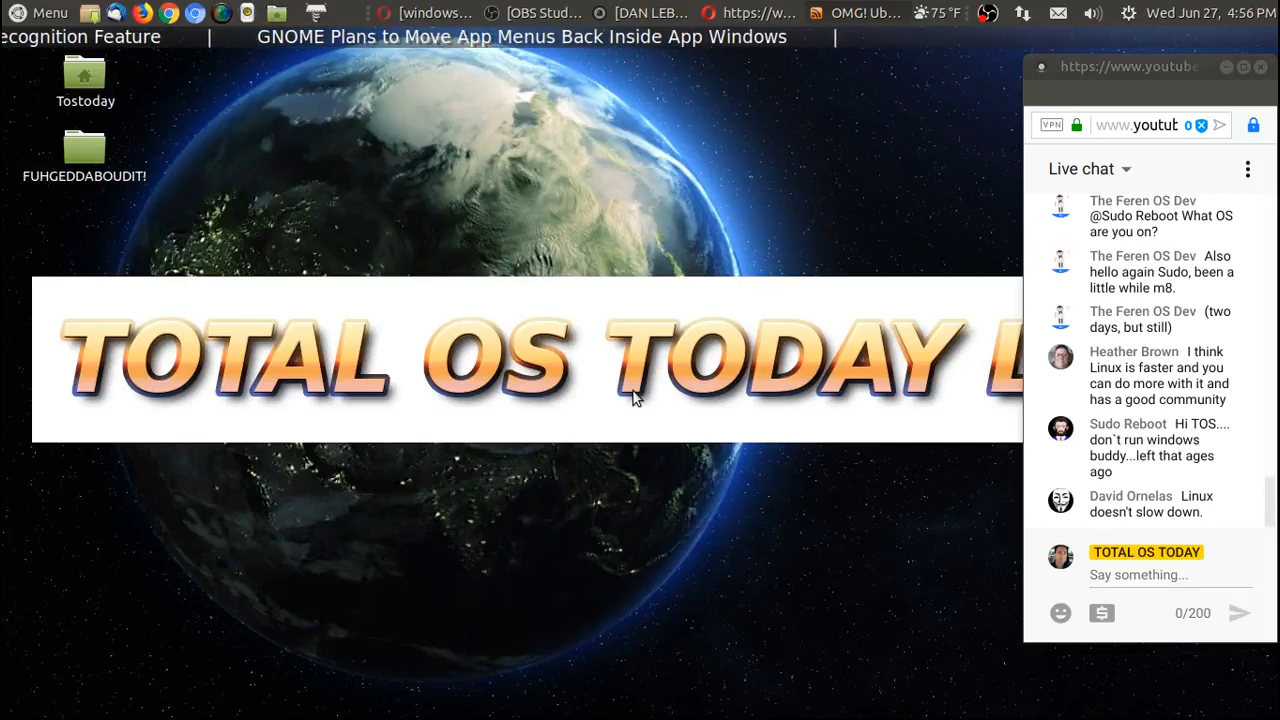 Menu [windows... [OBS Stud... [DAN LEB... https://w... OMG! Ub... 75 °F Wed Jun 27, 4:56 PM
ecognition Feature | GNOME Plans to Move App Menus Back Inside App Windows |
Tostoday
FUHGEDDABOUDIT!
TOTAL OS TODAY L
https://www.youtube
VPN www.youtub 0
Live chat
The Feren OS Dev
@Sudo Reboot What OS
are you on?
The Feren OS Dev Also
hello again Sudo, been a
little while m8.
The Feren OS Dev (two
days, but still)
Heather Brown I think
Linux is faster and you
can do more with it and
has a good community
Sudo Reboot Hi TOS....
don`t run windows
buddy...left that ages
ago
David Ornelas Linux
doesn't slow down.
TOTAL OS TODAY
Say something...
0/200